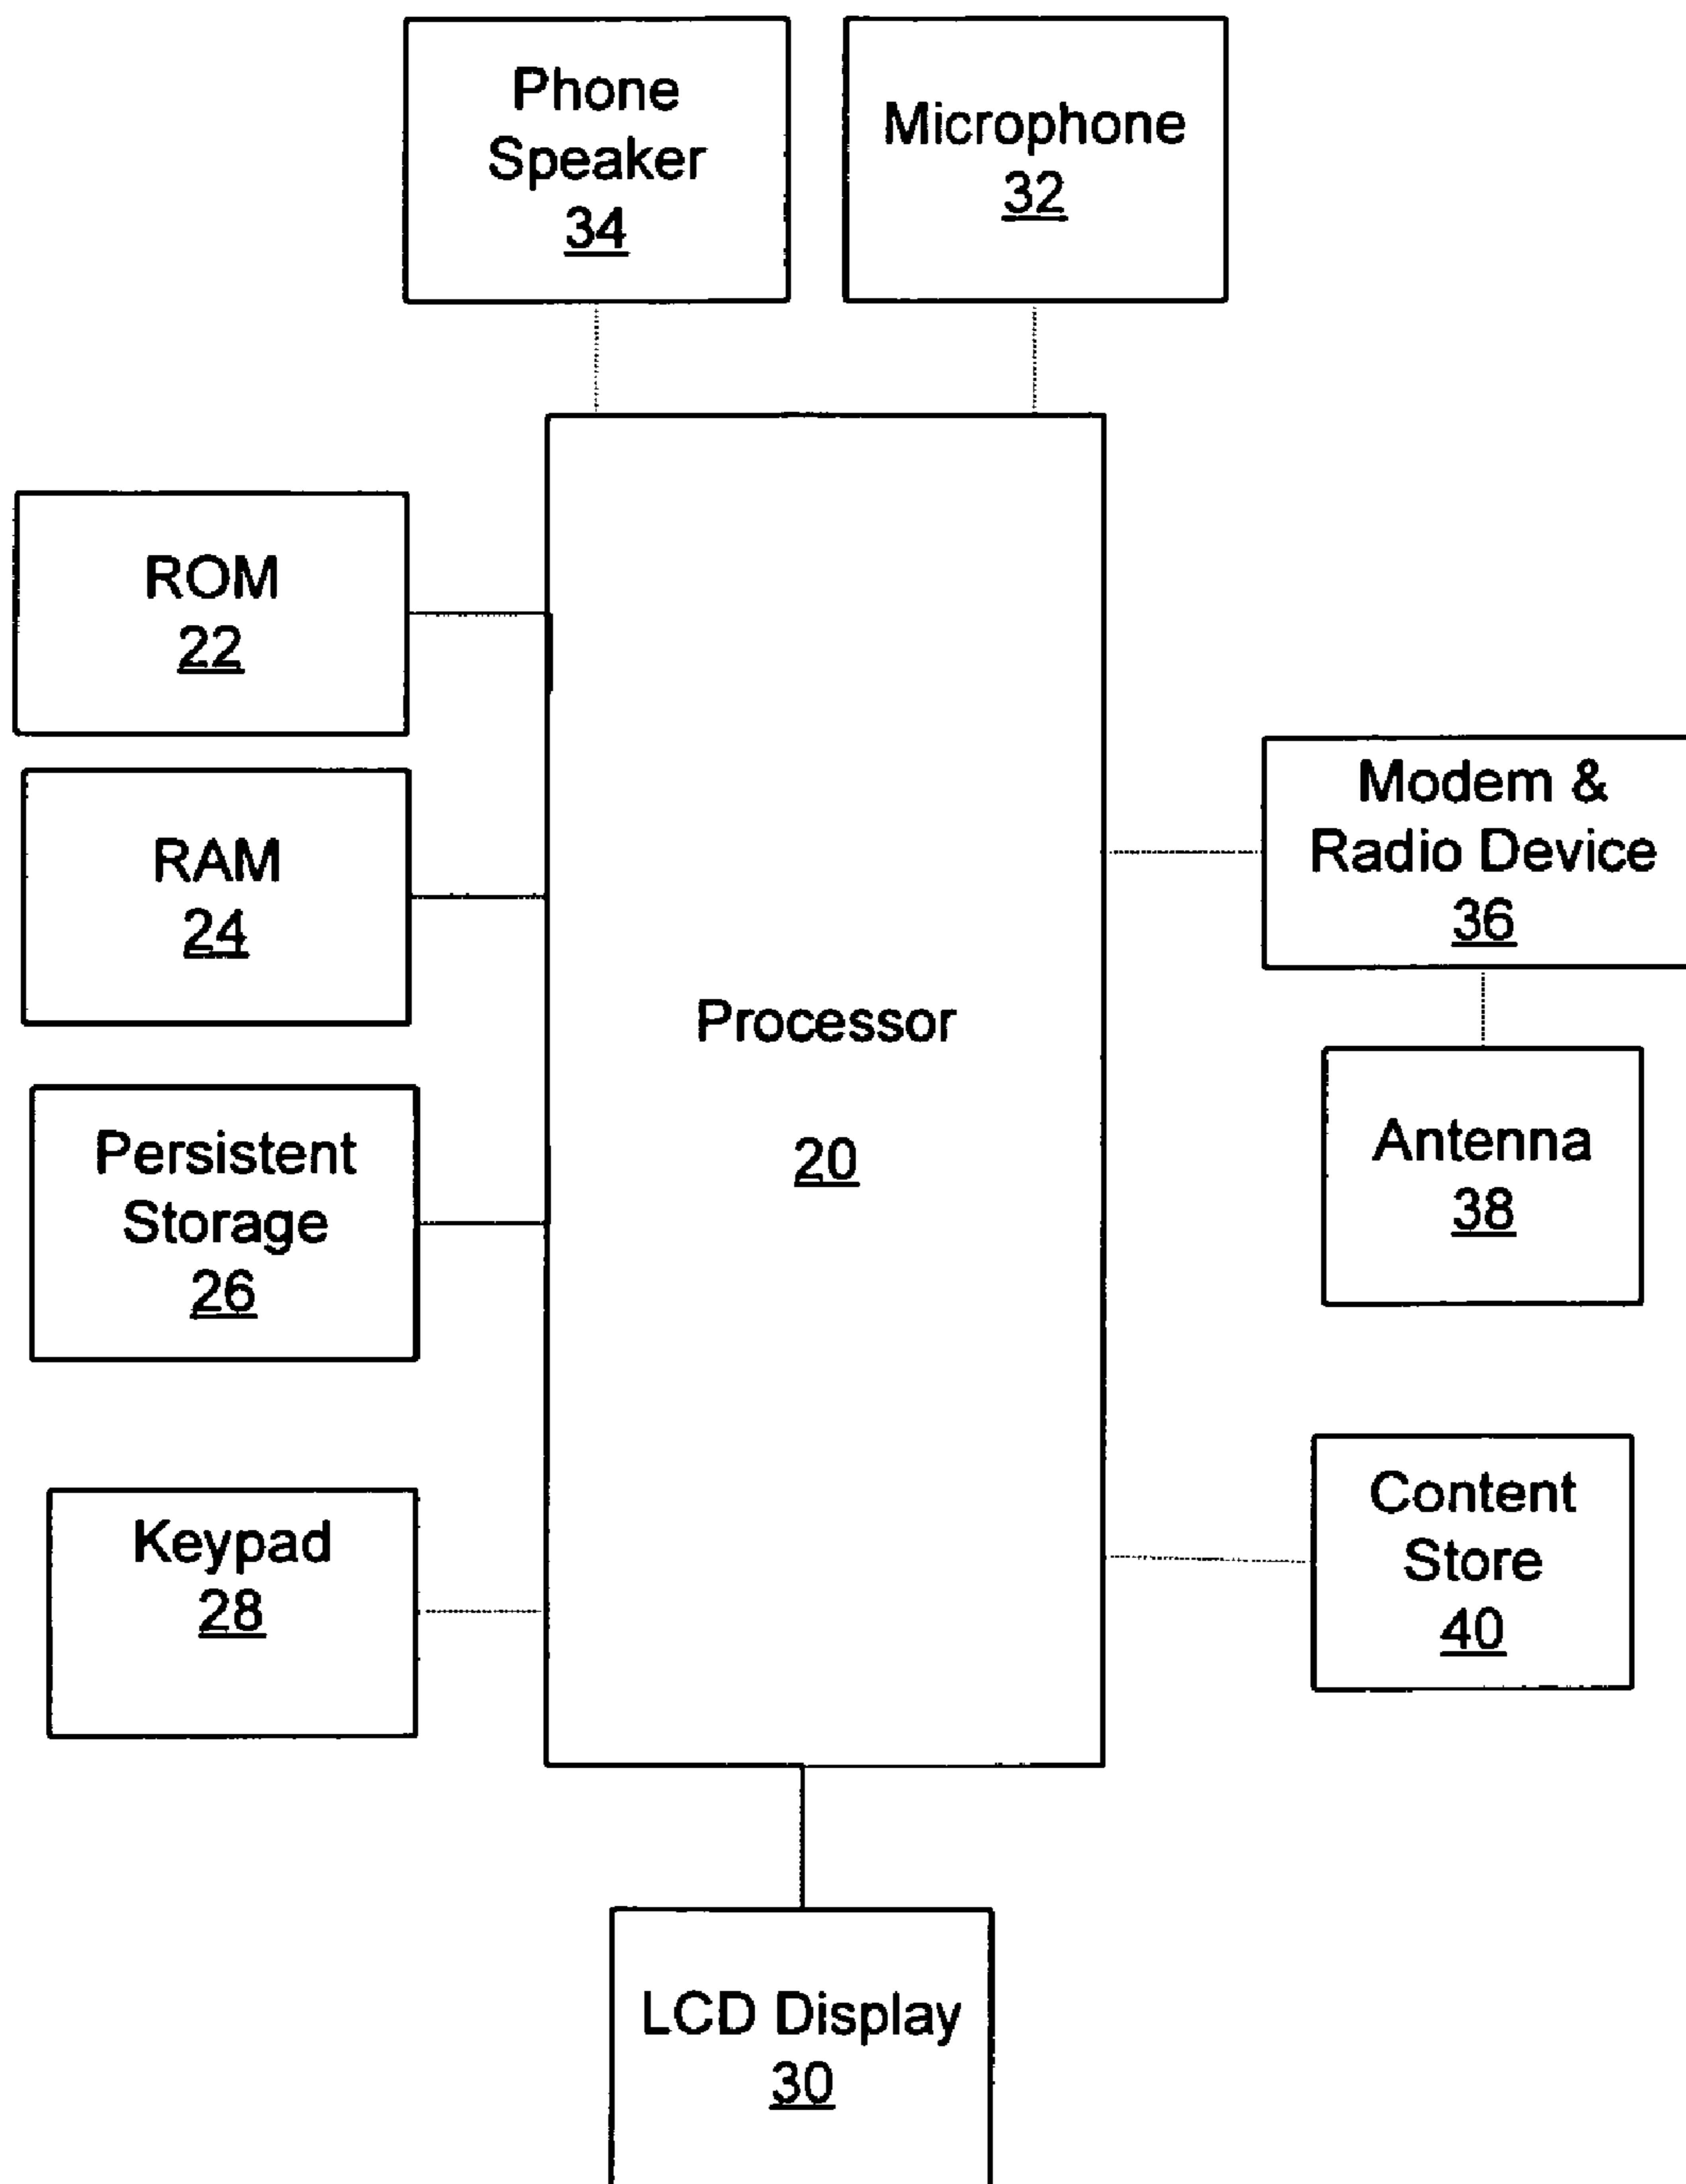 Phone
Speaker
34
Microphone
32
ROM
22
RAM
24
Persistent
Storage
26
Keypad
28
Processor
20
Modem &
Radio Device
36
Antenna
38
Content
Store
40
LCD Display
30